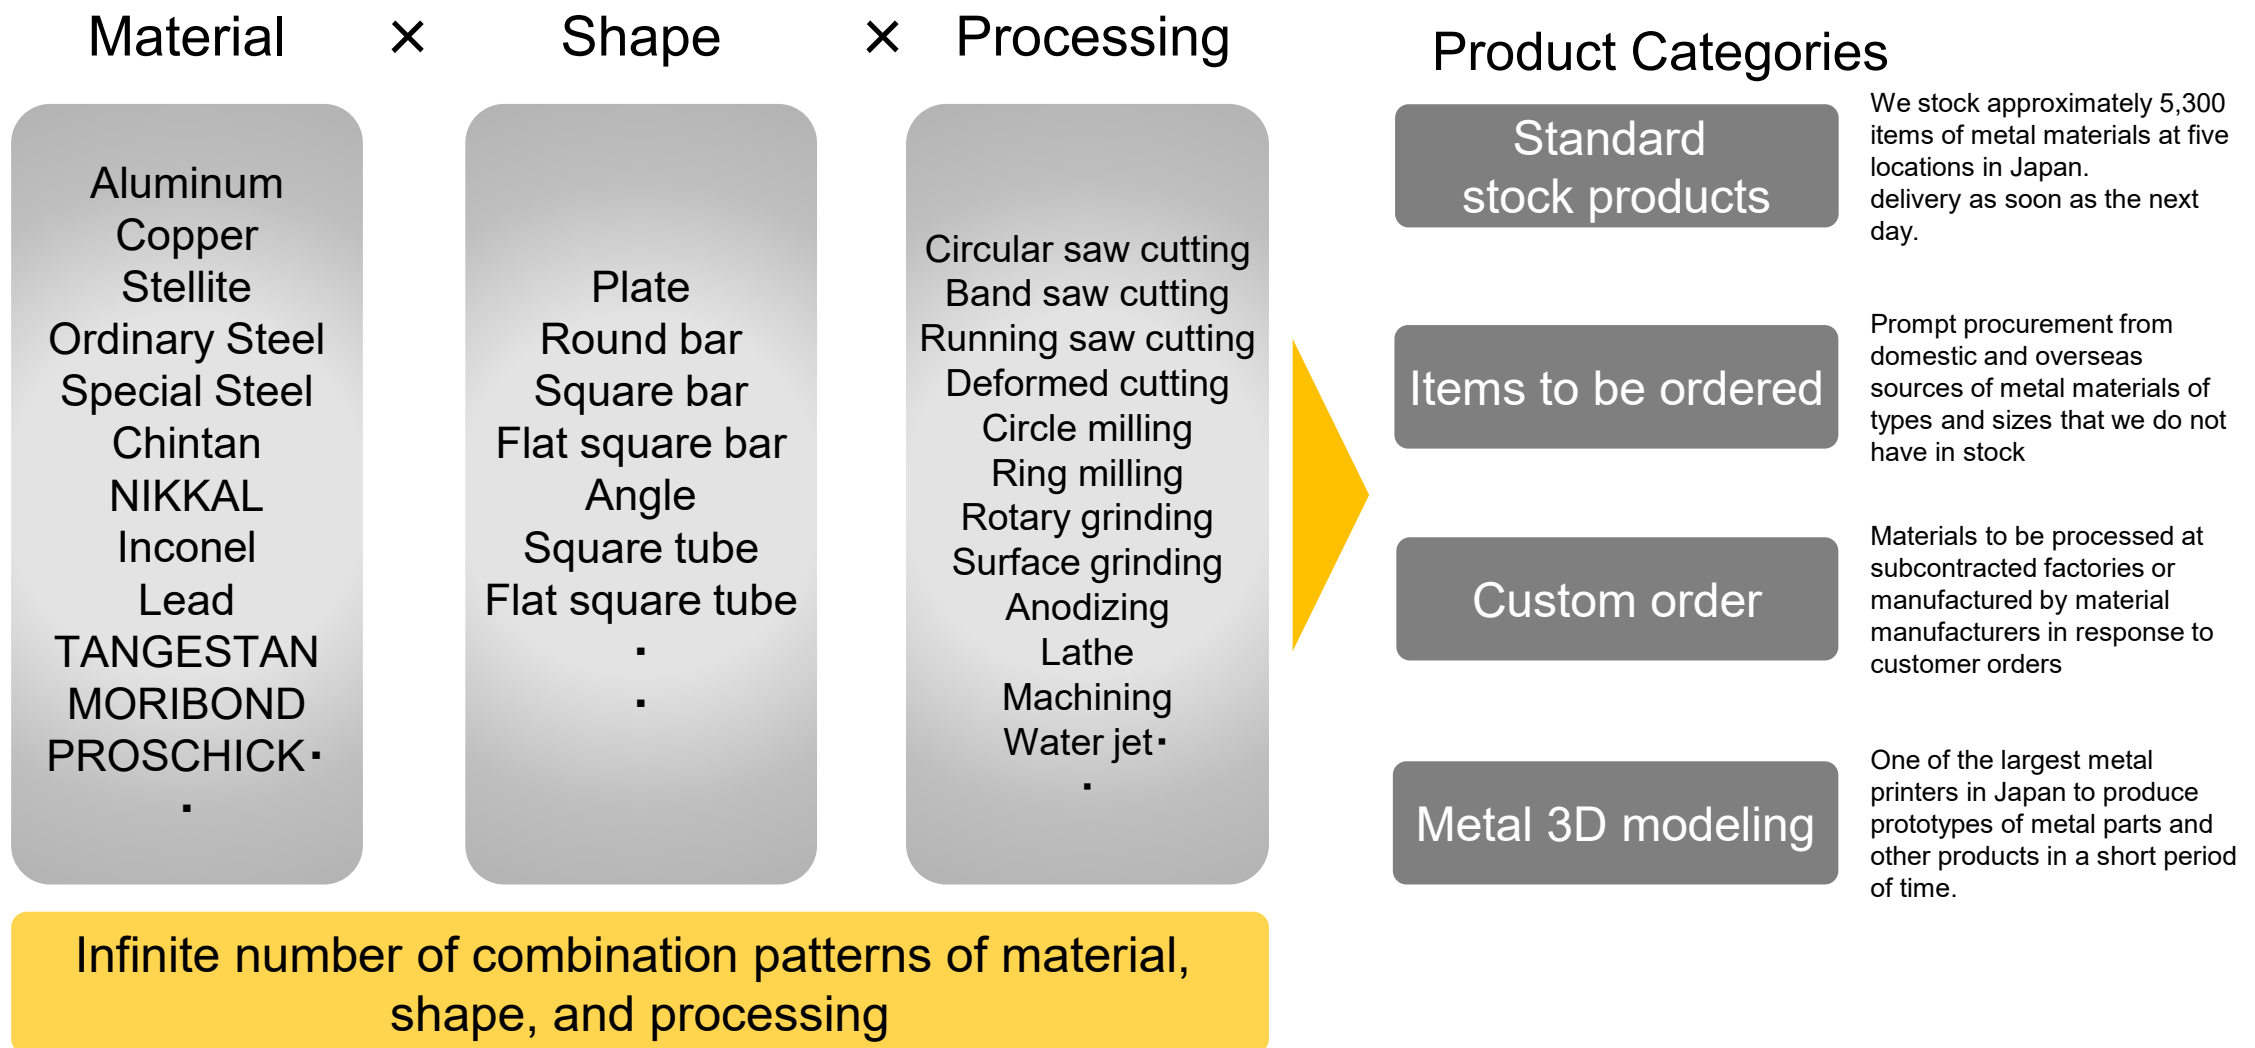 Material
×
Shape
×
Processing
Product Categories
Aluminum
Copper
Stellite
Ordinary Steel
Special Steel
Chintan
NIKKAL
Inconel
Lead
TANGESTAN
MORIBOND
PROSCHICK・
・
Plate
Round bar
Square bar
Flat square bar
Angle
Square tube
Flat square tube
・
・
Circular saw cutting
Band saw cutting
Running saw cutting
Deformed cutting
Circle milling
Ring milling
Rotary grinding
Surface grinding
Anodizing
Lathe
Machining
Water jet・
・
Infinite number of combination patterns of material,
shape, and processing
Standard
stock products
We stock approximately 5,300
items of metal materials at five
locations in Japan.
delivery as soon as the next
day.
Items to be ordered
Prompt procurement from
domestic and overseas
sources of metal materials of
types and sizes that we do not
have in stock
Custom order
Materials to be processed at
subcontracted factories or
manufactured by material
manufacturers in response to
customer orders
Metal 3D modeling
One of the largest metal
printers in Japan to produce
prototypes of metal parts and
other products in a short period
of time.